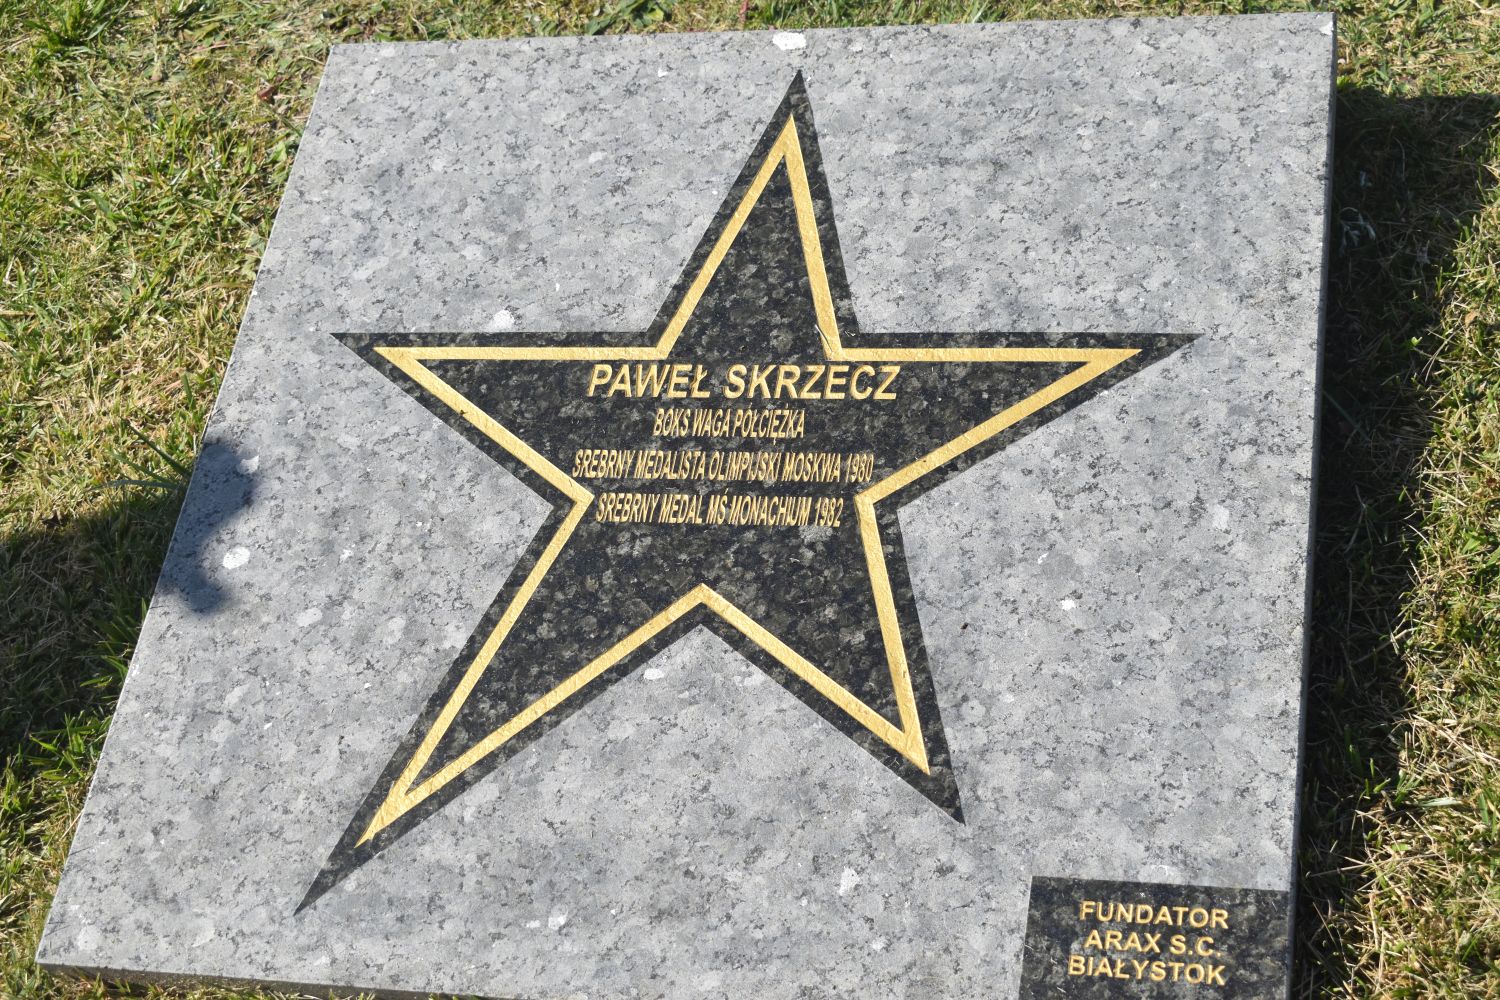 PAWEŁ SKRZECZ
BOKS WAGA PÓŁCIĘŻKA
SREBRNY MEDALISTA OLIMPIJSKI MOSKWA 1980
SREBRNY MEDAL MŚ MONACHIUM 1982
FUNDATOR
ARAX S.C.
BIAŁYSTOK